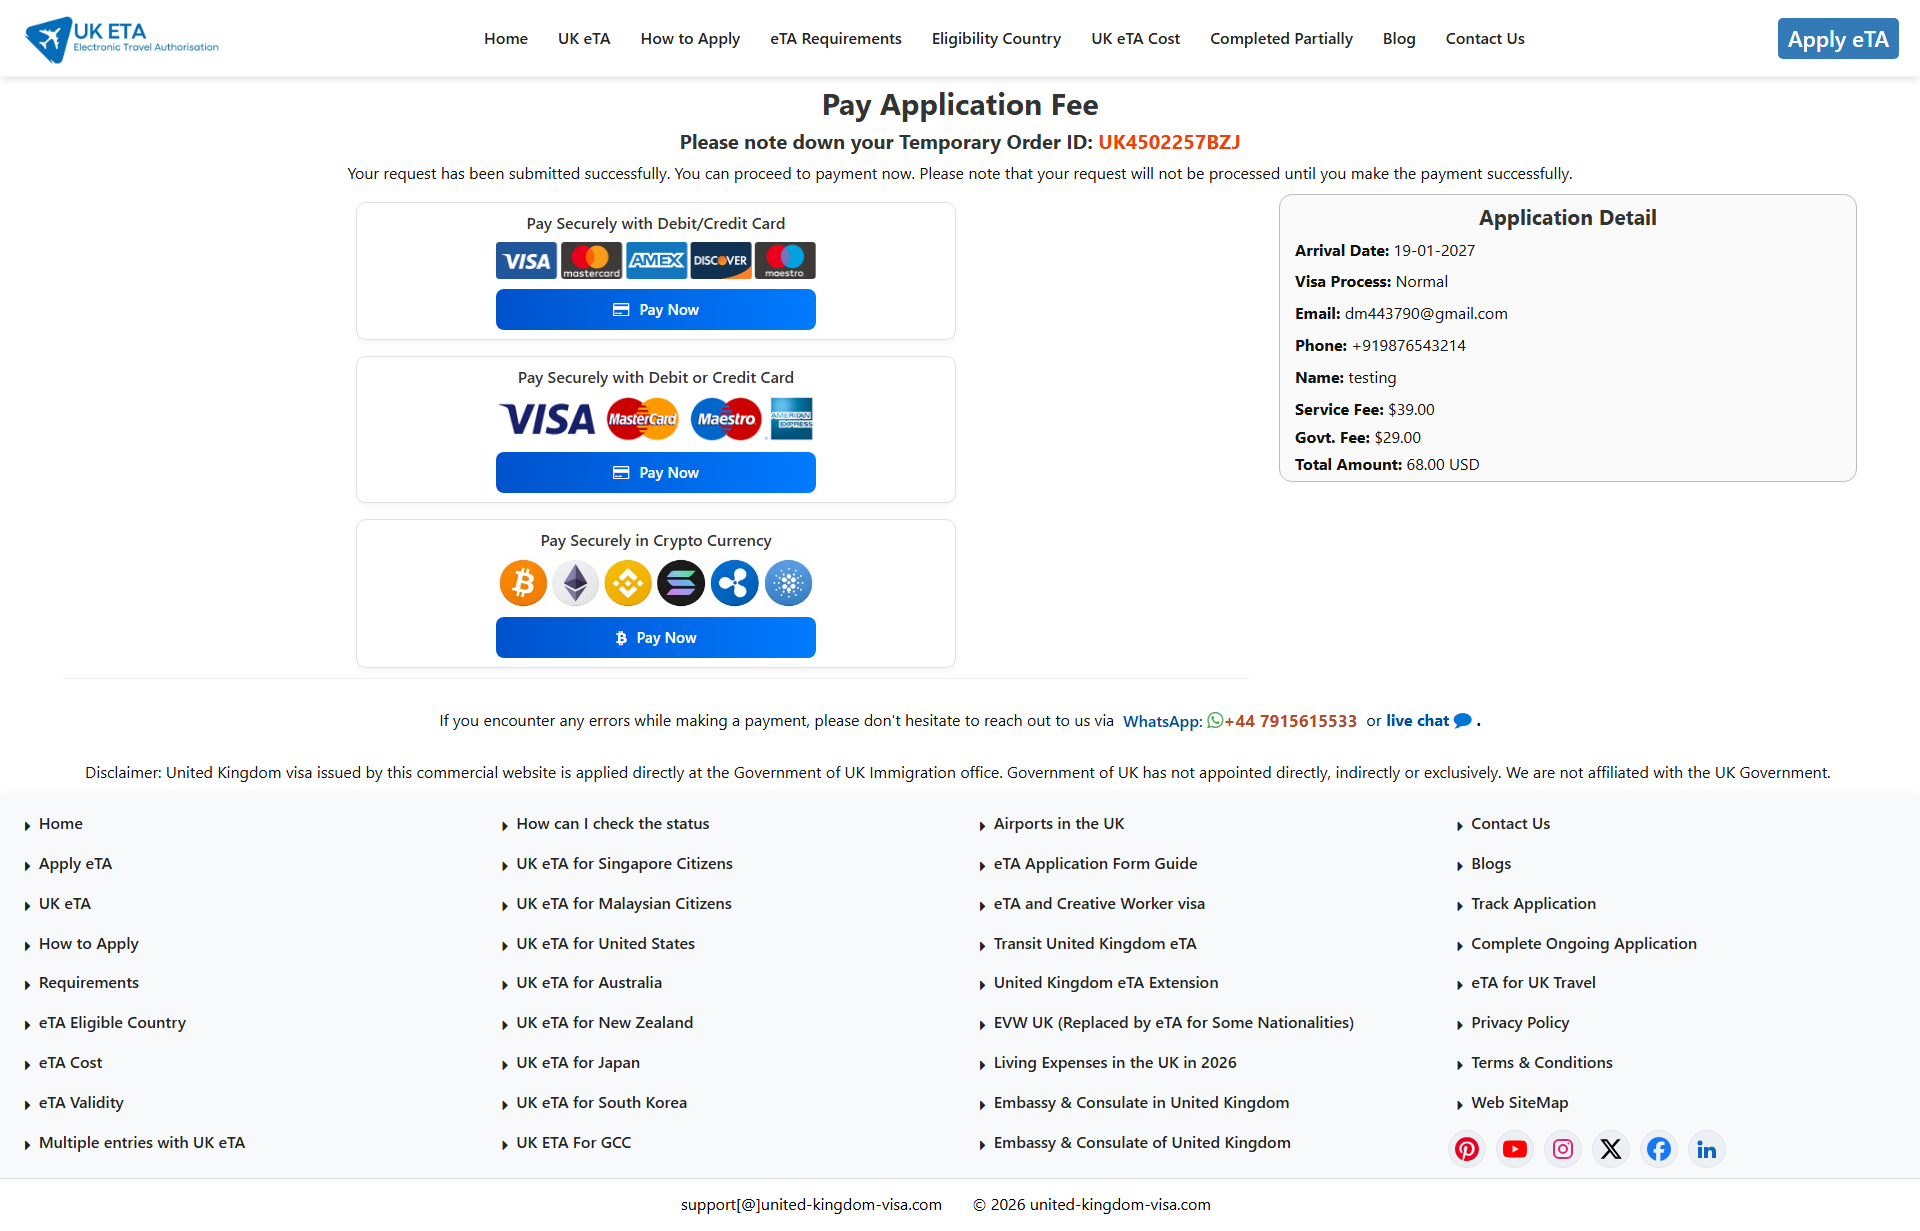 UK ETA
Electronic Travel Authorisation
Home
UK eTA
How to Apply
eTA Requirements
Eligibility Country
UK eTA Cost
Completed Partially
Blog
Contact Us
Apply eTA
Pay Application Fee
Please note down your Temporary Order ID: UK4502257BZJ
Your request has been submitted successfully. You can proceed to payment now. Please note that your request will not be processed until you make the payment successfully.
Pay Securely with Debit/Credit Card
VISA mastercard AMEX DISCOVER maestro
Pay Now
Pay Securely with Debit or Credit Card
VISA MasterCard Maestro AMERICAN EXPRESS
Pay Now
Pay Securely in Crypto Currency
Pay Now
Application Detail
Arrival Date: 19-01-2027
Visa Process: Normal
Email: dm443790@gmail.com
Phone: +919876543214
Name: testing
Service Fee: $39.00
Govt. Fee: $29.00
Total Amount: 68.00 USD
If you encounter any errors while making a payment, please don't hesitate to reach out to us via WhatsApp: +44 7915615533 or live chat .
Disclaimer: United Kingdom visa issued by this commercial website is applied directly at the Government of UK Immigration office. Government of UK has not appointed directly, indirectly or exclusively. We are not affiliated with the UK Government.
Home
Apply eTA
UK eTA
How to Apply
Requirements
eTA Eligible Country
eTA Cost
eTA Validity
Multiple entries with UK eTA
How can I check the status
UK eTA for Singapore Citizens
UK eTA for Malaysian Citizens
UK eTA for United States
UK eTA for Australia
UK eTA for New Zealand
UK eTA for Japan
UK eTA for South Korea
UK ETA For GCC
Airports in the UK
eTA Application Form Guide
eTA and Creative Worker visa
Transit United Kingdom eTA
United Kingdom eTA Extension
EVW UK (Replaced by eTA for Some Nationalities)
Living Expenses in the UK in 2026
Embassy & Consulate in United Kingdom
Embassy & Consulate of United Kingdom
Contact Us
Blogs
Track Application
Complete Ongoing Application
eTA for UK Travel
Privacy Policy
Terms & Conditions
Web SiteMap
support[@]united-kingdom-visa.com
© 2026 united-kingdom-visa.com